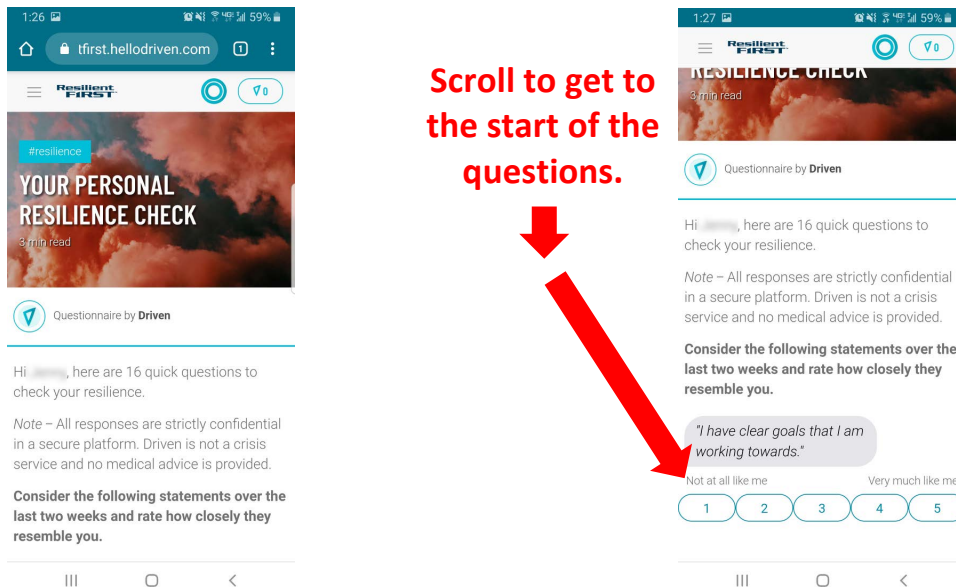 1:26
59%
tfirst.hellodriven.com
1
Resilient
FIRST
0
#resilience
YOUR PERSONAL
RESILIENCE CHECK
3 min read
Questionnaire by Driven
Hi , here are 16 quick questions to
check your resilience.
Note – All responses are strictly confidential
in a secure platform. Driven is not a crisis
service and no medical advice is provided.
Consider the following statements over the
last two weeks and rate how closely they
resemble you.
Scroll to get to
the start of the
questions.
1:27
59%
Resilient
FIRST
0
RESILIENCE CHECK
3 min read
Questionnaire by Driven
Hi , here are 16 quick questions to
check your resilience.
Note – All responses are strictly confidential
in a secure platform. Driven is not a crisis
service and no medical advice is provided.
Consider the following statements over the
last two weeks and rate how closely they
resemble you.
"I have clear goals that I am
working towards."
Not at all like me Very much like me
1 2 3 4 5